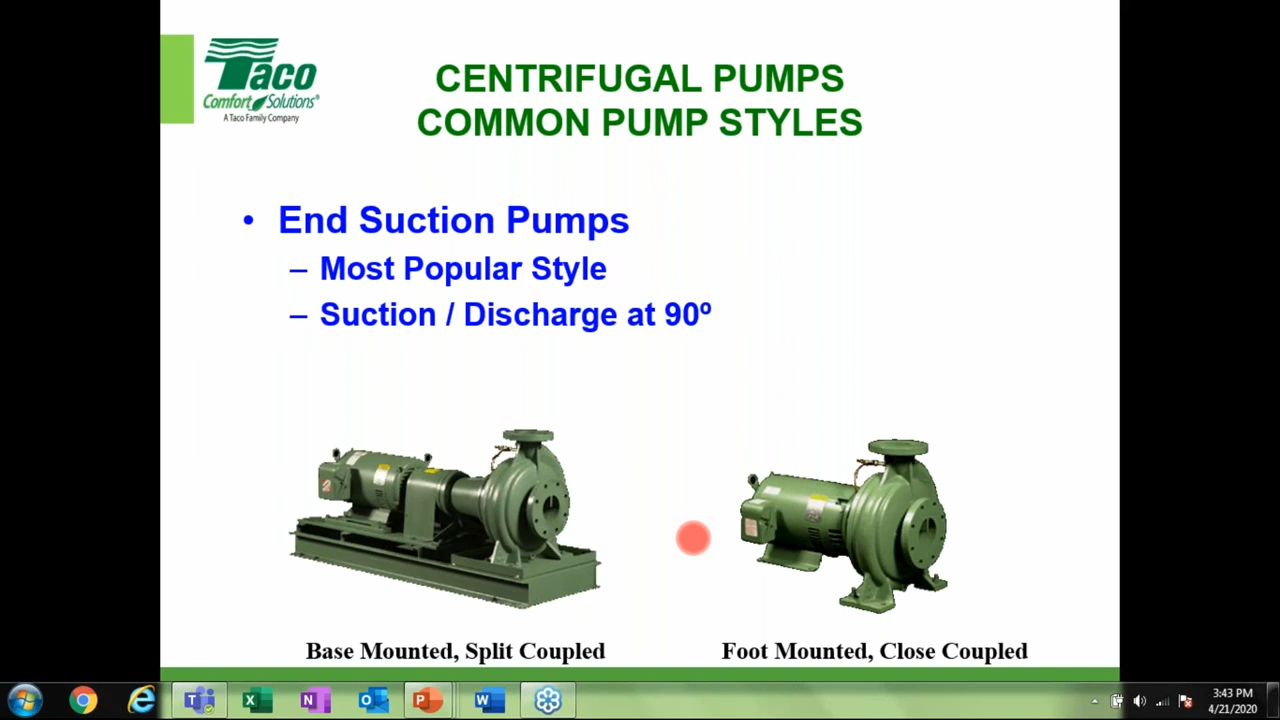 Taco
Comfort Solutions®
A Taco Family Company
CENTRIFUGAL PUMPS
COMMON PUMP STYLES
• End Suction Pumps
– Most Popular Style
– Suction / Discharge at 90º
Base Mounted, Split Coupled
Foot Mounted, Close Coupled
3:43 PM
4/21/2020